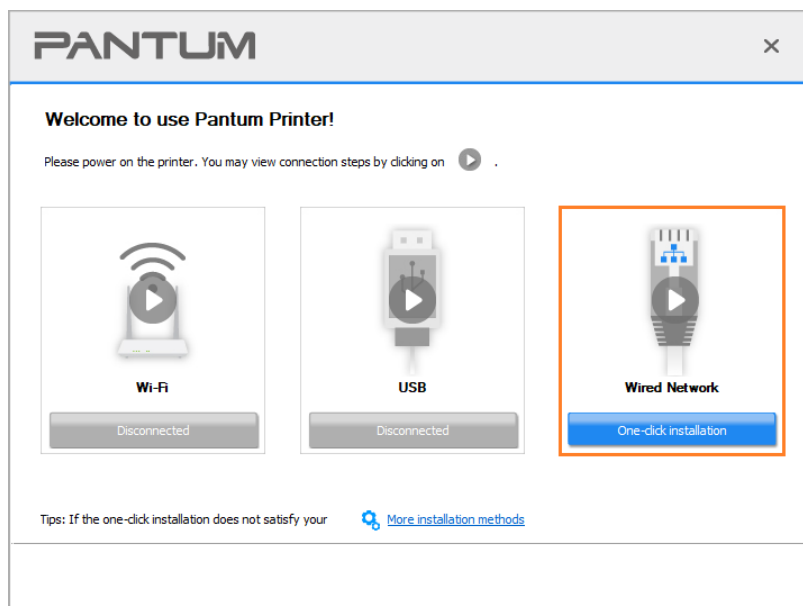 PANTUM
Welcome to use Pantum Printer!
Please power on the printer. You may view connection steps by clicking on .
Wi-Fi
USB
Wired Network
Disconnected
Disconnected
One-click installation
Tips: If the one-click installation does not satisfy your
More installation methods